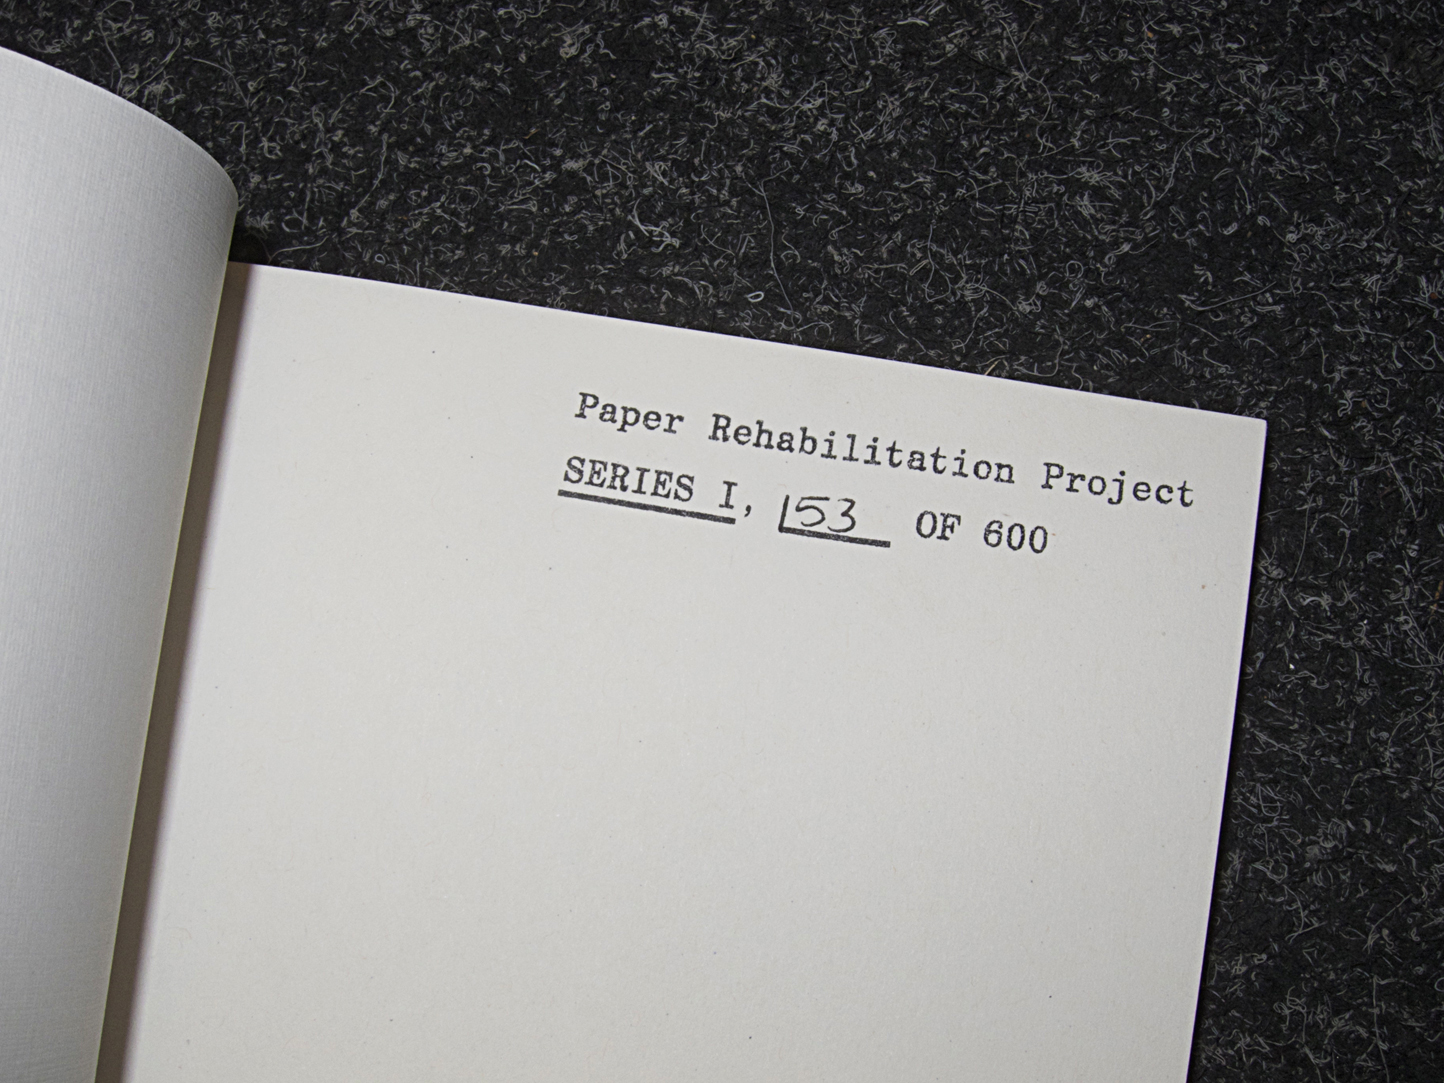 Paper Rehabilitation Project
SERIES I, 153 OF 600